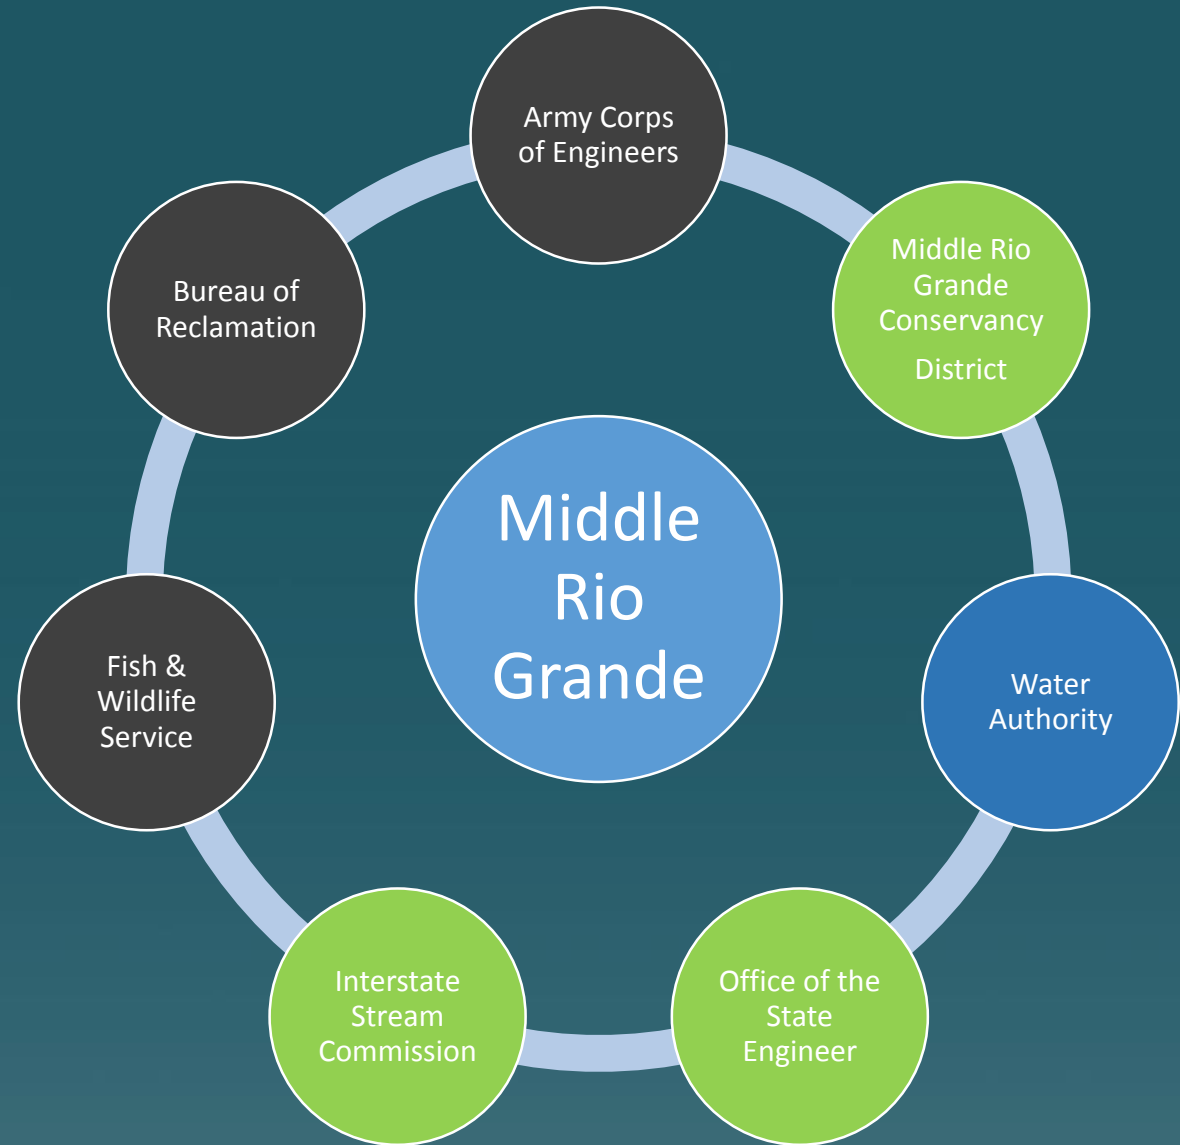 Army Corps
of Engineers
Middle Rio
Grande
Conservancy
District
Bureau of
Reclamation
Middle
Rio
Grande
Water
Authority
Fish &
Wildlife
Service
Office of the
State
Engineer
Interstate
Stream
Commission